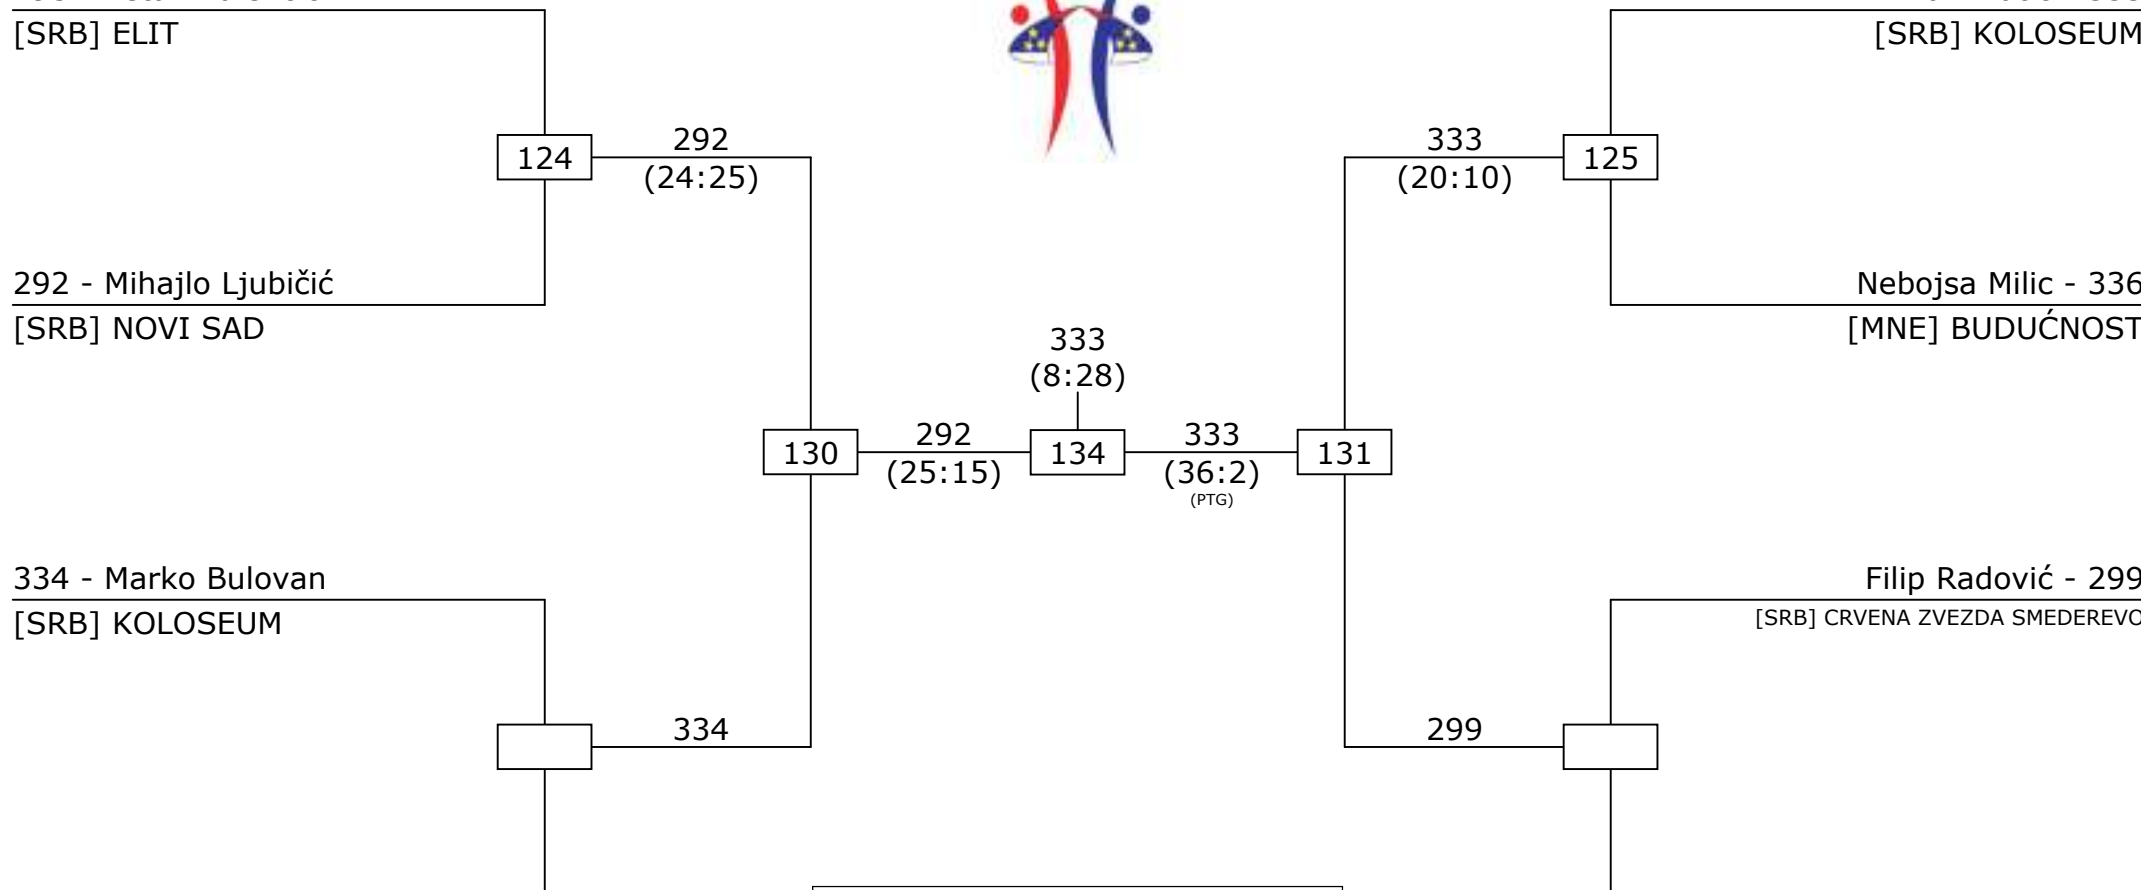 [SRB] ELIT
[SRB] KOLOSEUM
124
292
(24:25)
333
(20:10)
125
292 - Mihajlo Ljubičić
[SRB] NOVI SAD
Nebojsa Milic - 336
[MNE] BUDUĆNOST
333
(8:28)
130
292
(25:15)
134
333
(36:2)
(PTG)
131
334 - Marko Bulovan
[SRB] KOLOSEUM
Filip Radović - 299
[SRB] CRVENA ZVEZDA SMEDEREVO
334
299